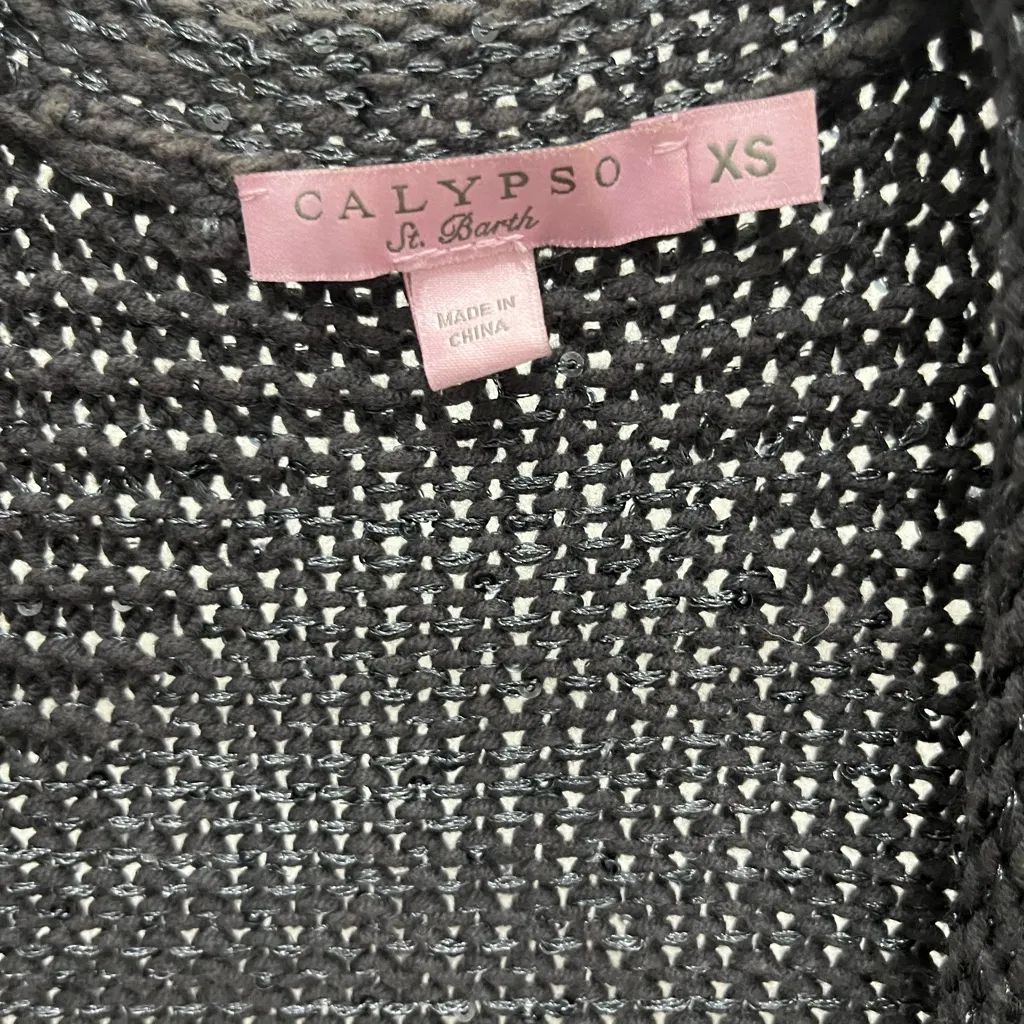 CALYPSO
St. Barth
XS
MADE IN
CHINA